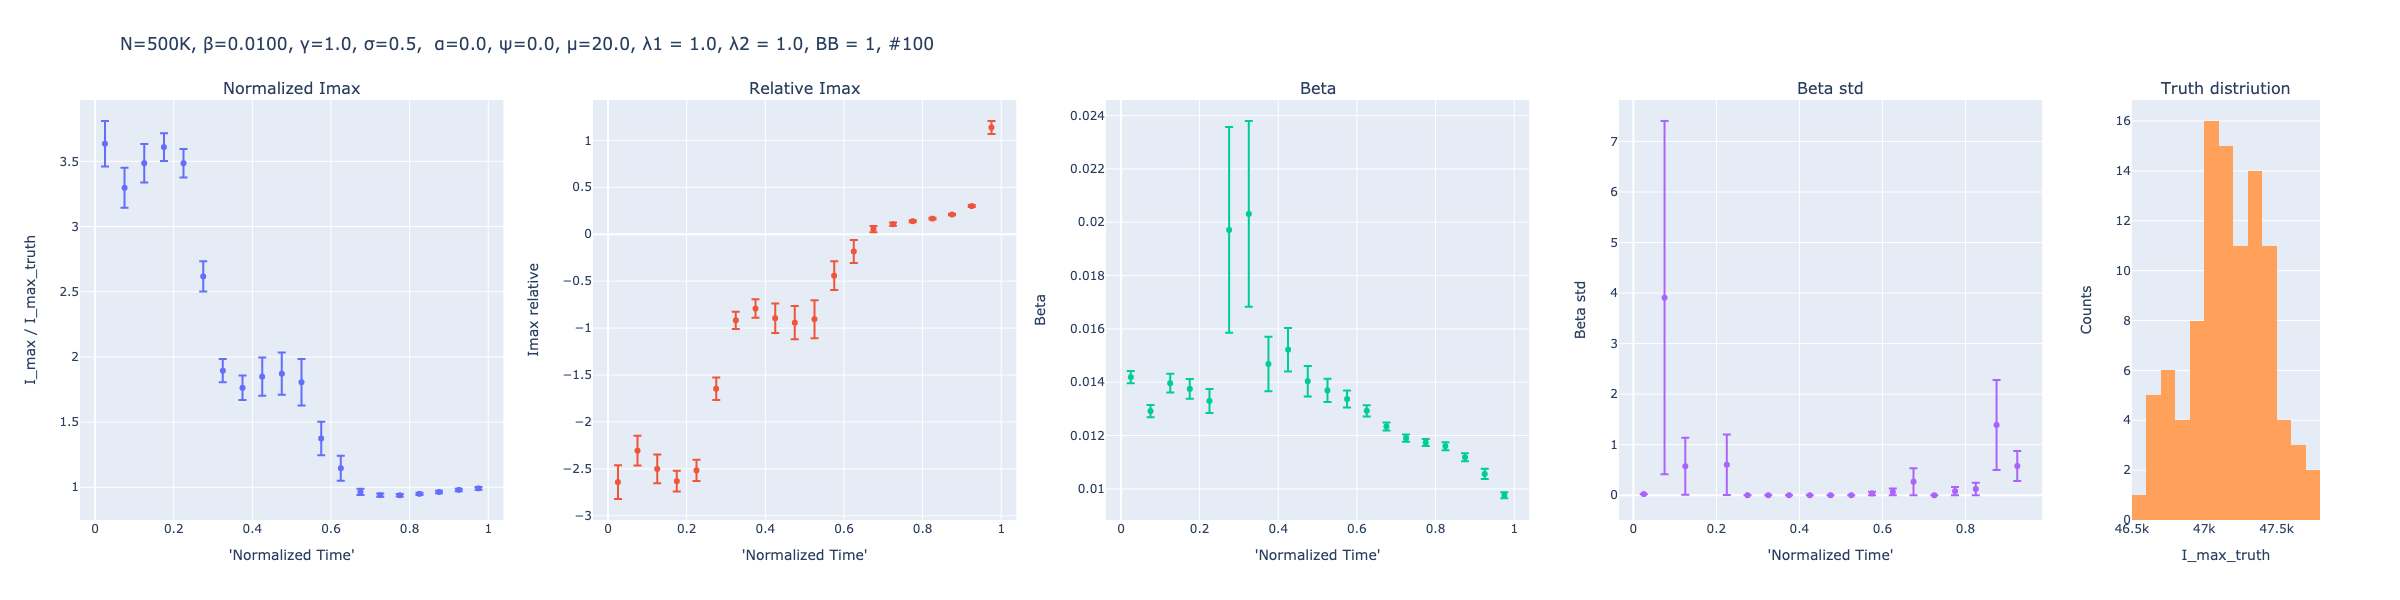 N=500K, β=0.0100, γ=1.0, σ=0.5,  α=0.0, ψ=0.0, μ=20.0, λ1 = 1.0, λ2 = 1.0, BB = 1, #100
Normalized Imax
I_max / I_max_truth
3.5
3
2.5
2
1.5
1
0 0.2 0.4 0.6 0.8 1
'Normalized Time'
Relative Imax
Imax relative
1
0.5
0
−0.5
−1
−1.5
−2
−2.5
−3
0 0.2 0.4 0.6 0.8 1
'Normalized Time'
Beta
Beta
0.024
0.022
0.02
0.018
0.016
0.014
0.012
0.01
0 0.2 0.4 0.6 0.8 1
'Normalized Time'
Beta std
Beta std
7
6
5
4
3
2
1
0
0 0.2 0.4 0.6 0.8
'Normalized Time'
Truth distriution
Counts
16
14
12
10
8
6
4
2
0
46.5k 47k 47.5k
I_max_truth